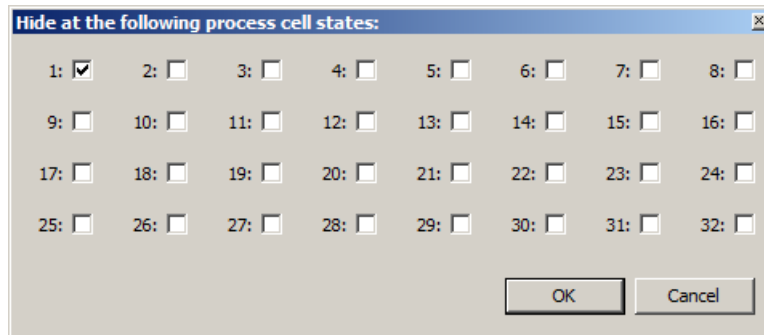 Hide at the following process cell states:
1: 2: 3: 4: 5: 6: 7: 8:
9: 10: 11: 12: 13: 14: 15: 16:
17: 18: 19: 20: 21: 22: 23: 24:
25: 26: 27: 28: 29: 30: 31: 32:
OK Cancel